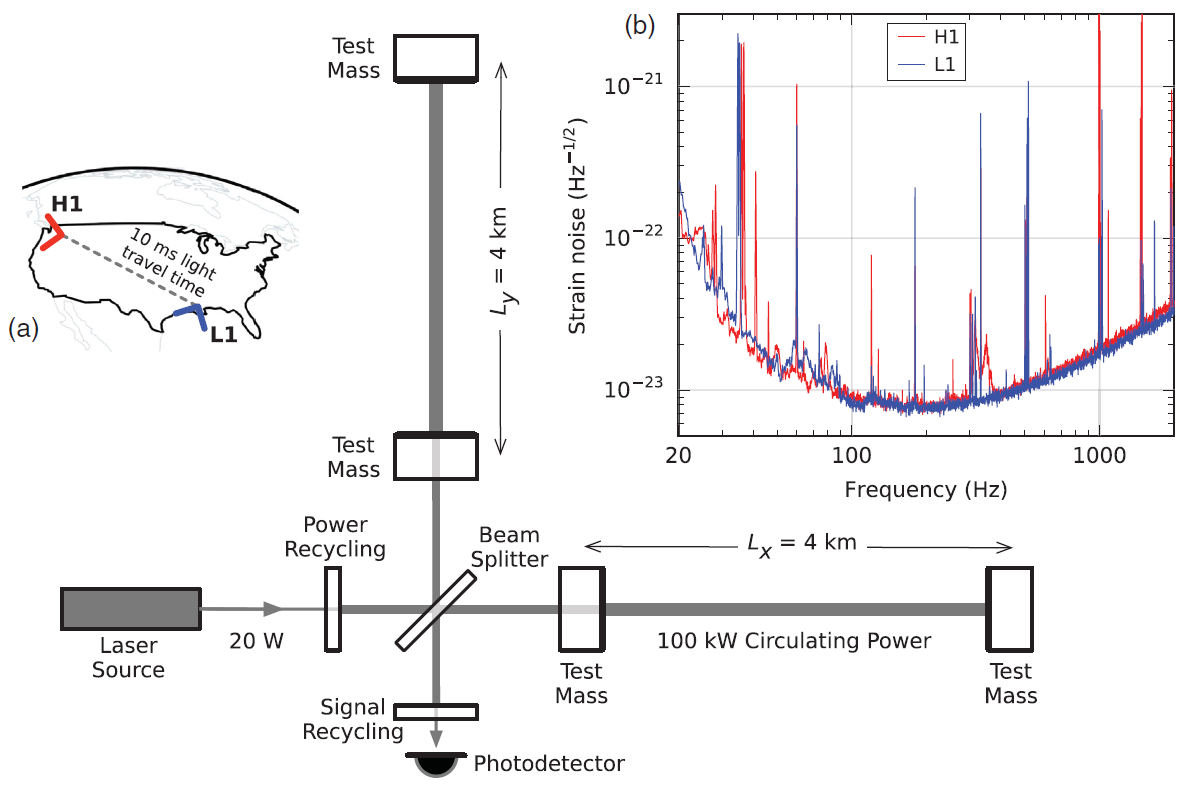 (a)
H1
10 ms light
travel time
L1
Test
Mass
Ly = 4 km
Test
Mass
Power
Recycling
Beam
Splitter
Lx = 4 km
Laser
Source
20 W
100 kW Circulating Power
Test
Mass
Test
Mass
Signal
Recycling
Photodetector
(b)
H1
L1
Strain noise (Hz−1/2)
10−21
10−22
10−23
20
100
1000
Frequency (Hz)